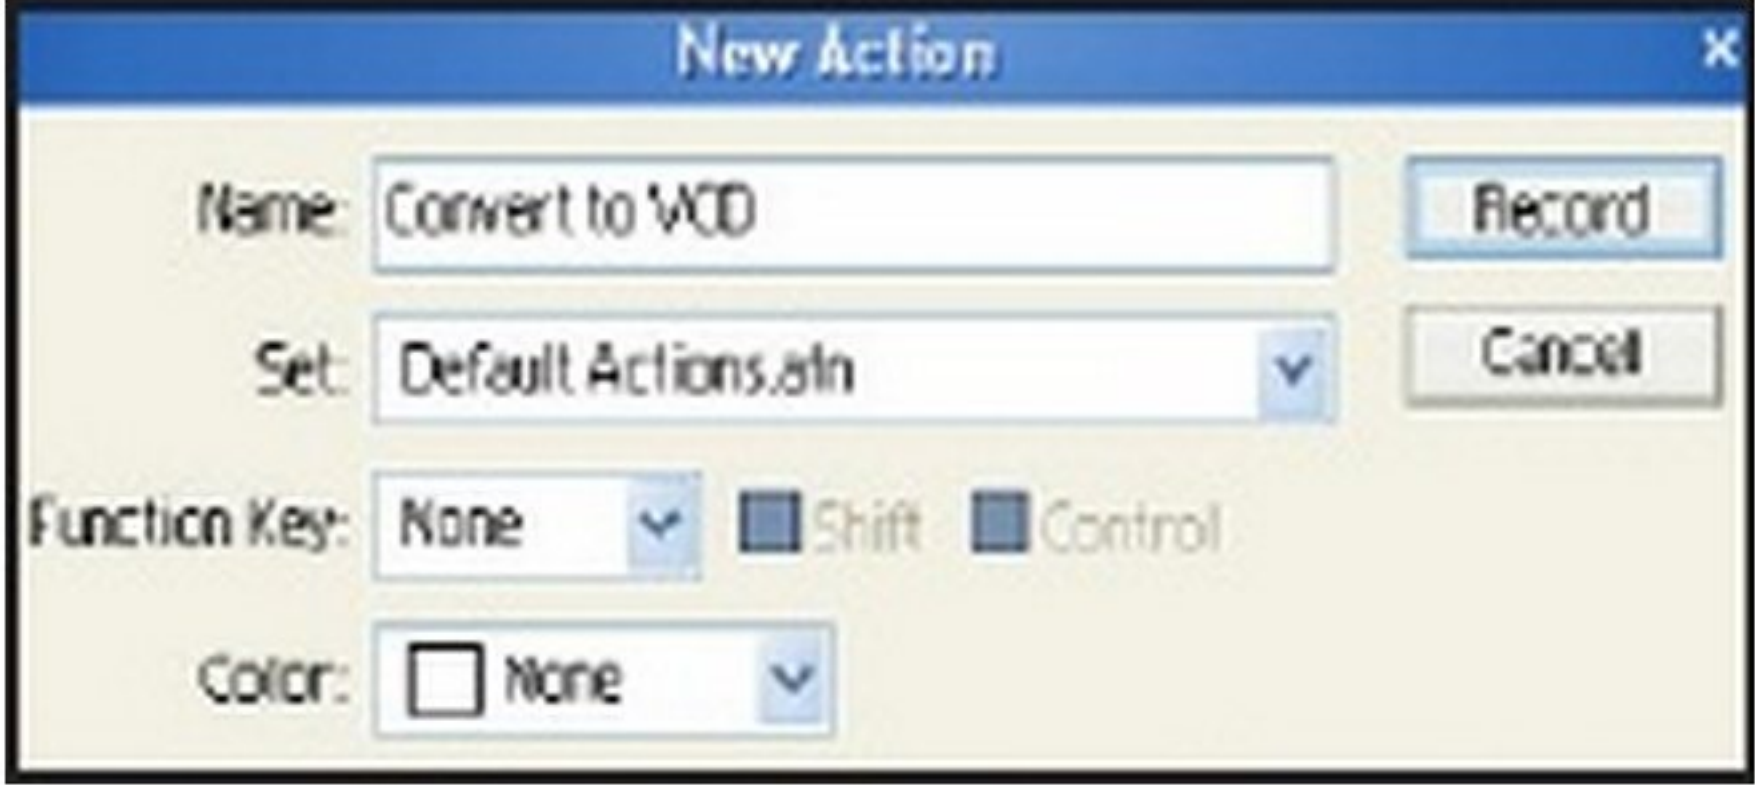 New Action
Name: Convert to VCD
Record
Set: Default Actions.atn
Cancel
Function Key: None Shift Control
Color: None